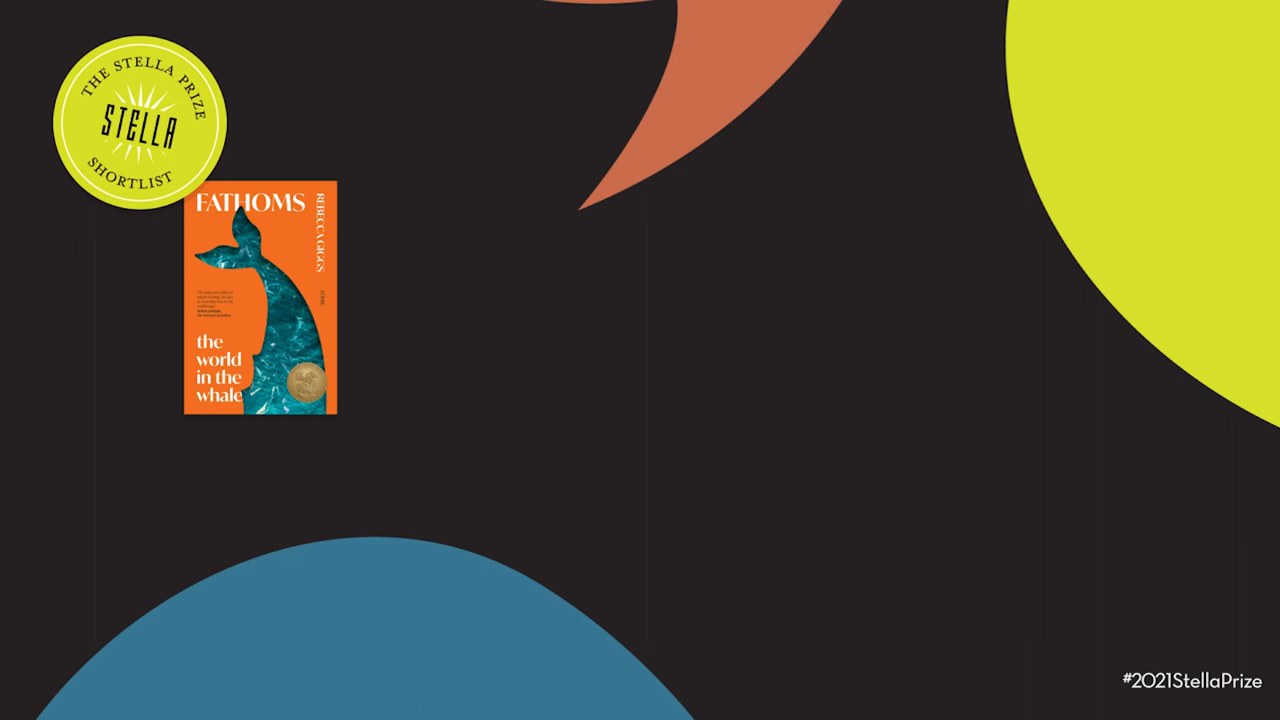 THE STELLA PRIZE
STELLA
SHORTLIST
FATHOMS
REBECCA GIGGS
the
world
in the
whale
#2021StellaPrize